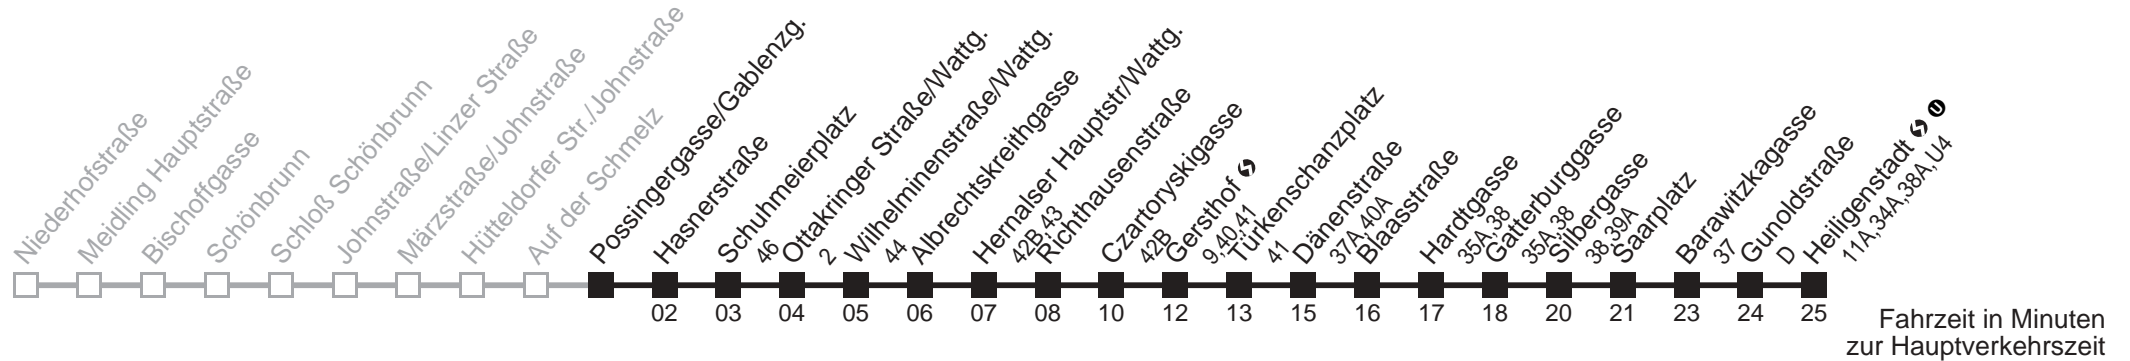 Niederhofstraße
Meidling Hauptstraße
Bischoffgasse
Schönbrunn
Schloß Schönbrunn
Johnstraße/Linzer Straße
Märzstraße/Johnstraße
Hütteldorfer Str./Johnstraße
Auf der Schmelz
Possingergasse/Gablenzg.
Hasnerstraße
Schuhmeierplatz
46
Ottakringer Straße/Wattg.
2
Wilhelminenstraße/Wattg.
44
Albrechtskreithgasse
Hernalser Hauptstr/Wattg.
42B,43
Richthausenstraße
Czartoryskigasse
42B
Gersthof
9,40,41
Türkenschanzplatz
41
Dänenstraße
37A,40A
Blaasstraße
Hardtgasse
35A,38
Gatterburggasse
35A,38
Silbergasse
38,39A
Saarplatz
Barawitzkagasse
37
Gunoldstraße
D
Heiligenstadt U
11A,34A,38A,U4
02 03 04 05 06 07 08 10 12 13 15 16 17 18 20 21 23 24 25
Fahrzeit in Minuten
zur Hauptverkehrszeit